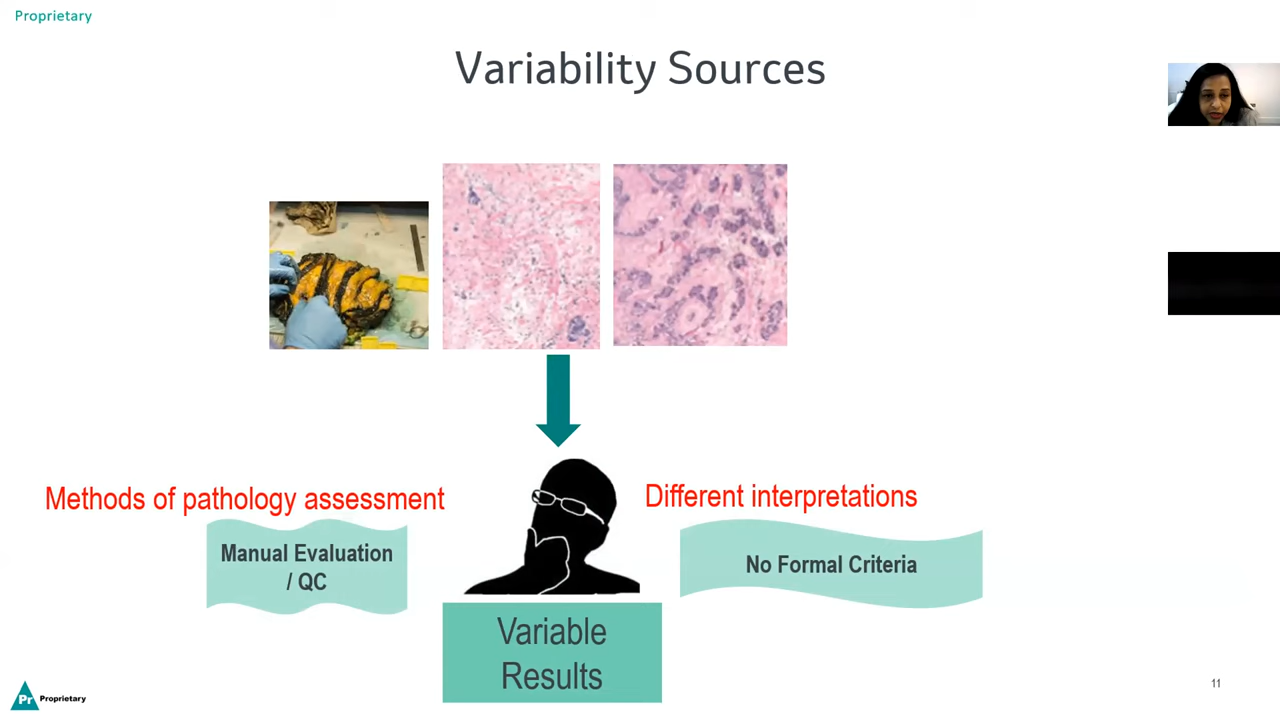 Proprietary
Variability Sources
Methods of pathology assessment
Different interpretations
Manual Evaluation
/ QC
No Formal Criteria
Variable
Results
Pr Proprietary
11